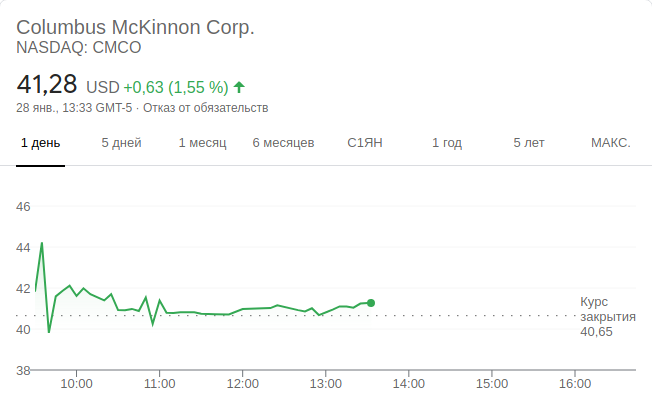 Columbus McKinnon Corp.
NASDAQ: CMCO
41,28 USD +0,63 (1,55 %)
28 янв., 13:33 GMT-5 · Отказ от обязательств
1 день 5 дней 1 месяц 6 месяцев С1ЯН 1 год 5 лет МАКС.
46
44
42
Курс
закрытия
40,65
40
38
10:00 11:00 12:00 13:00 14:00 15:00 16:00